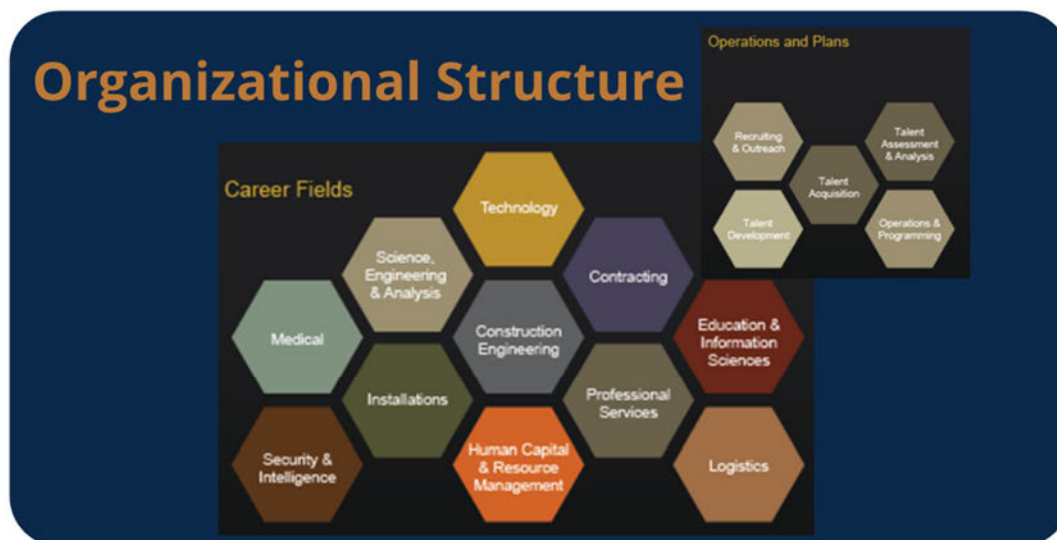 Organizational Structure
Operations and Plans
Recruiting
& Outreach
Talent
Assessment
& Analysis
Talent
Acquisition
Talent
Development
Operations &
Programming
Career Fields
Technology
Science,
Engineering
& Analysis
Contracting
Medical
Construction
Engineering
Education &
Information
Sciences
Installations
Professional
Services
Security &
Intelligence
Human Capital
& Resource
Management
Logistics